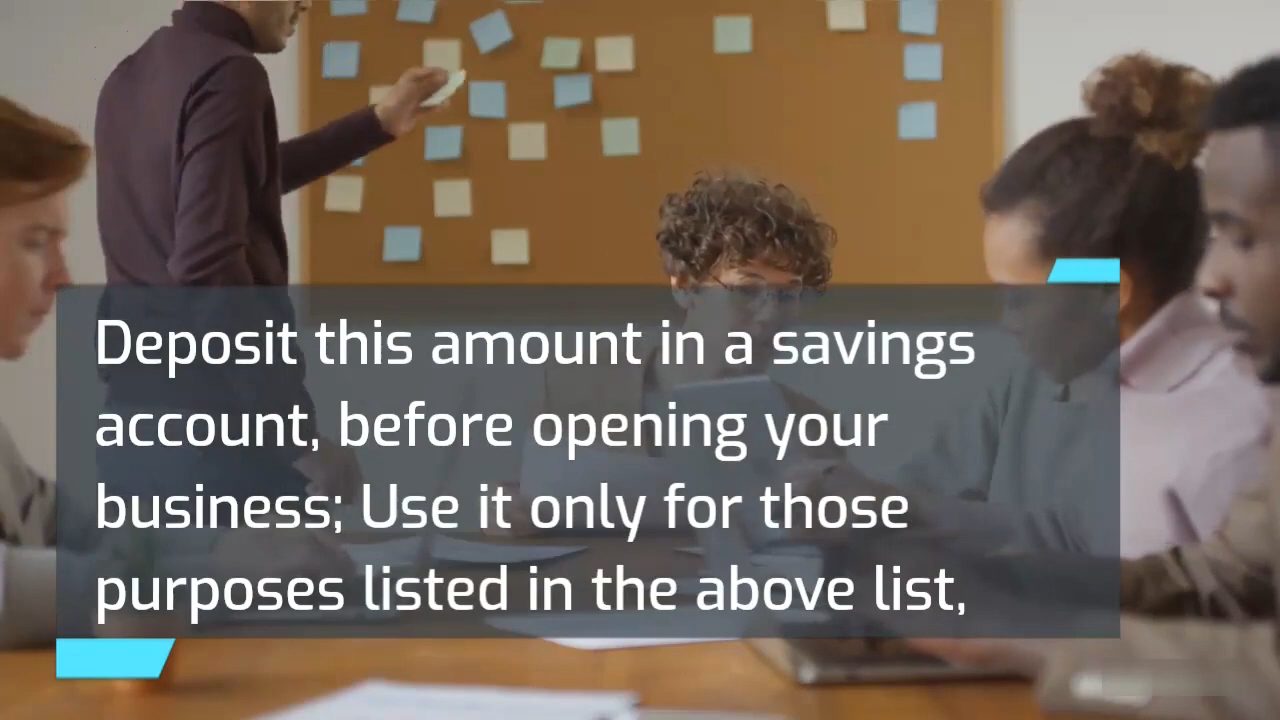 Deposit this amount in a savings
account, before opening your
business; Use it only for those
purposes listed in the above list,